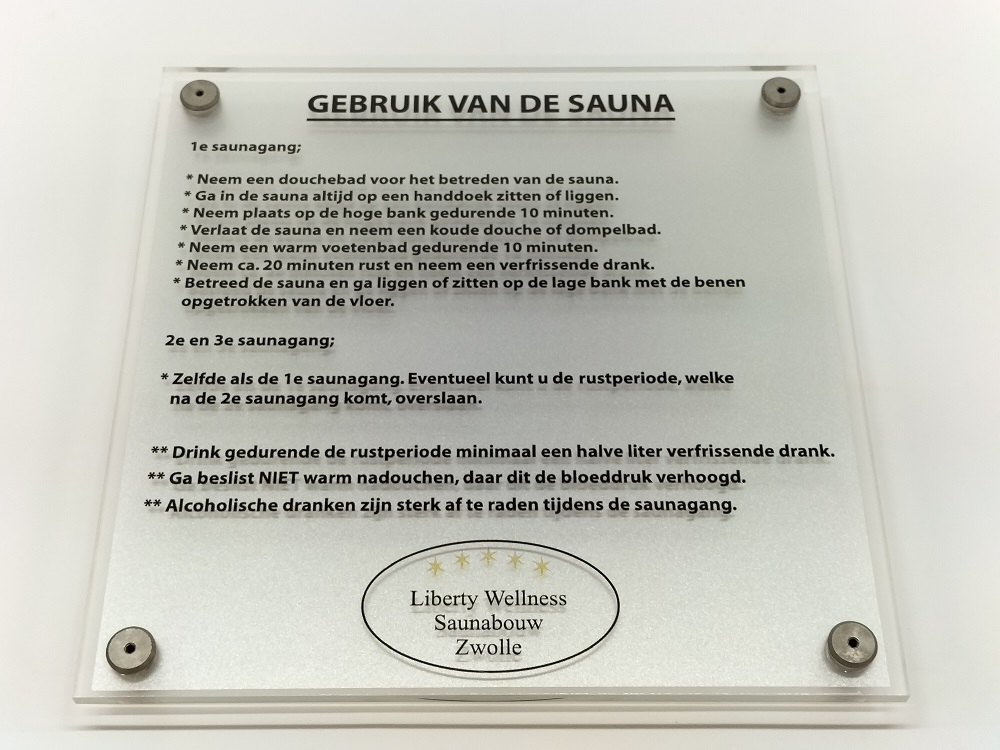 GEBRUIK VAN DE SAUNA
1e saunagang;
* Neem een douchebad voor het betreden van de sauna.
* Ga in de sauna altijd op een handdoek zitten of liggen.
* Neem plaats op de hoge bank gedurende 10 minuten.
* Verlaat de sauna en neem een koude douche of dompelbad.
* Neem een warm voetenbad gedurende 10 minuten.
* Neem ca. 20 minuten rust en neem een verfrissende drank.
* Betreed de sauna en ga liggen of zitten op de lage bank met de benen
opgetrokken van de vloer.
2e en 3e saunagang;
* Zelfde als de 1e saunagang. Eventueel kunt u de rustperiode, welke
na de 2e saunagang komt, overslaan.
** Drink gedurende de rustperiode minimaal een halve liter verfrissende drank.
** Ga beslist NIET warm nadouchen, daar dit de bloeddruk verhoogd.
** Alcoholische dranken zijn sterk af te raden tijdens de saunagang.
Liberty Wellness
Saunabouw
Zwolle